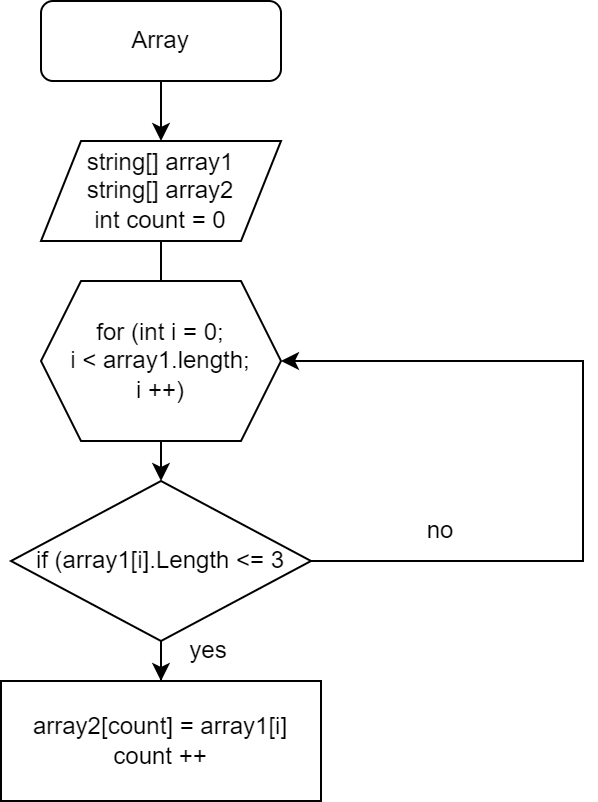 Array
string[] array1
string[] array2
int count = 0
for (int i = 0;
i < array1.length;
i ++)
if (array1[i].Length <= 3
no
yes
array2[count] = array1[i]
count ++